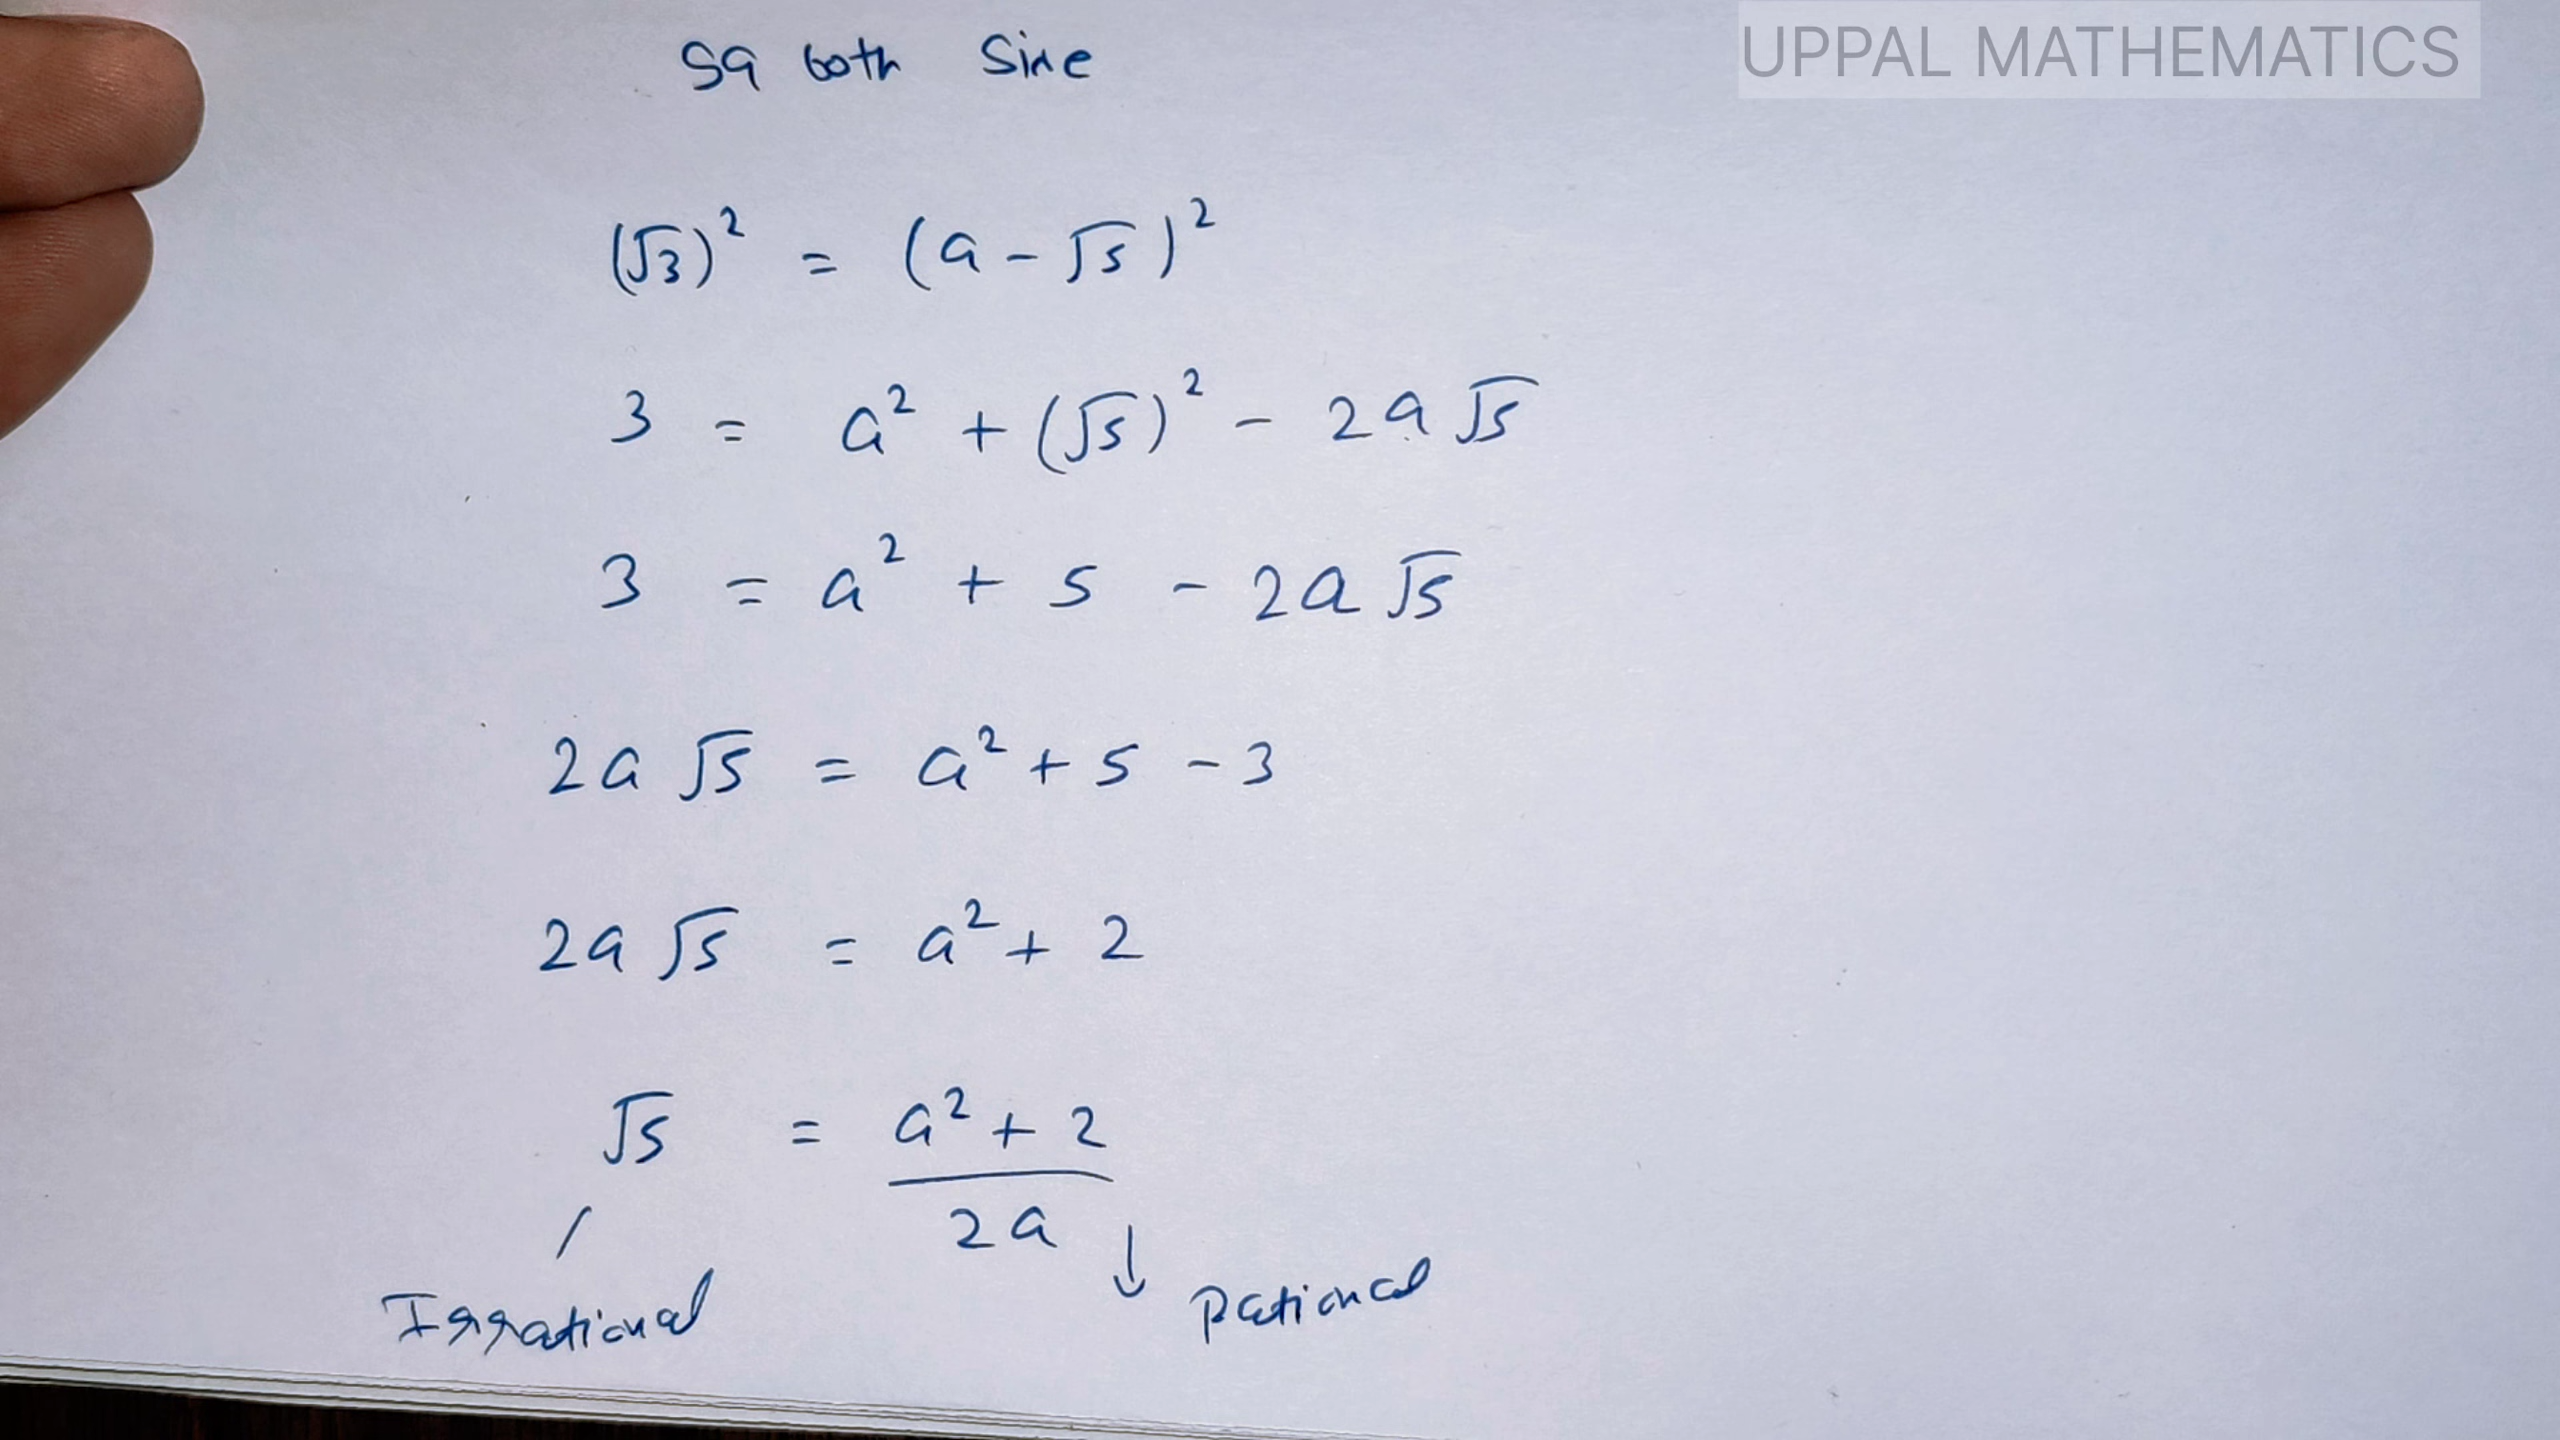 UPPAL MATHEMATICS
Sq both Side
(√3)² = (a - √5)²
3 = a² + (√5)² - 2a√5
3 = a² + 5 - 2a√5
2a√5 = a² + 5 - 3
2a√5 = a² + 2
√5 = a² + 2 / 2a
Irrational Rational